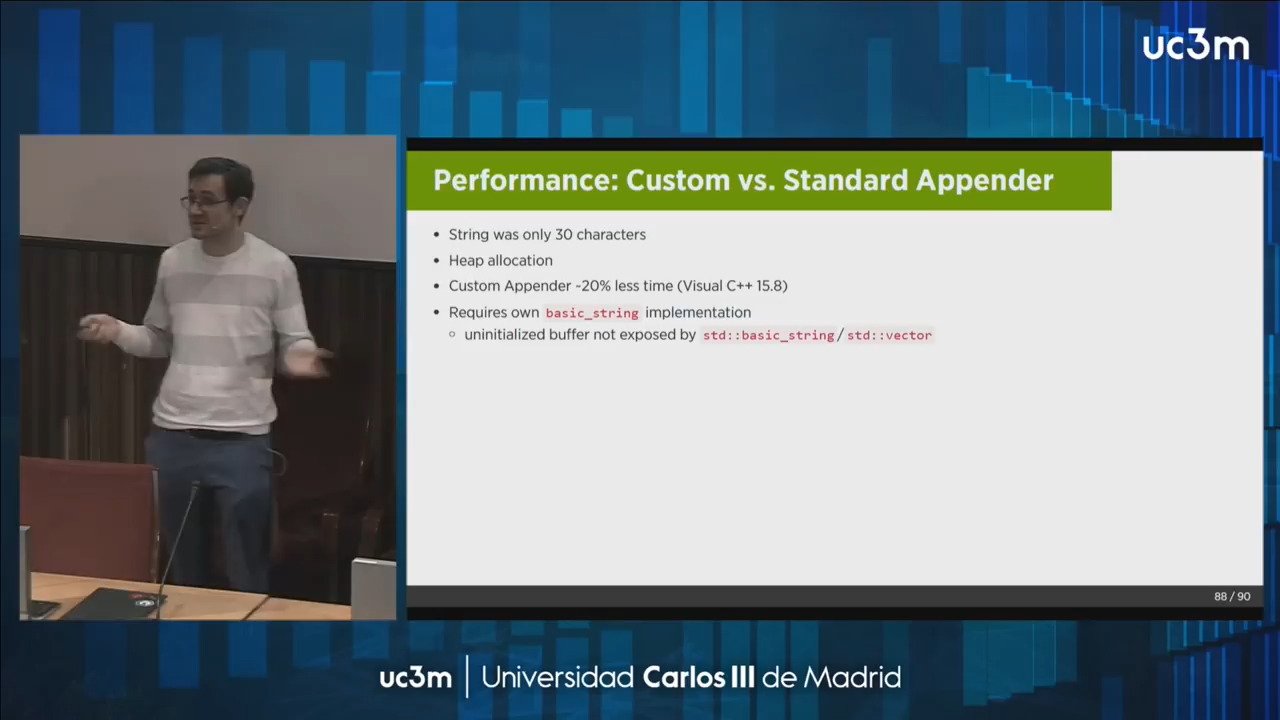 uc3m
Performance: Custom vs. Standard Appender
• String was only 30 characters
• Heap allocation
• Custom Appender ~20% less time (Visual C++ 15.8)
• Requires own basic_string implementation
◦ uninitialized buffer not exposed by std::basic_string/std::vector
88 / 90
uc3m | Universidad Carlos III de Madrid